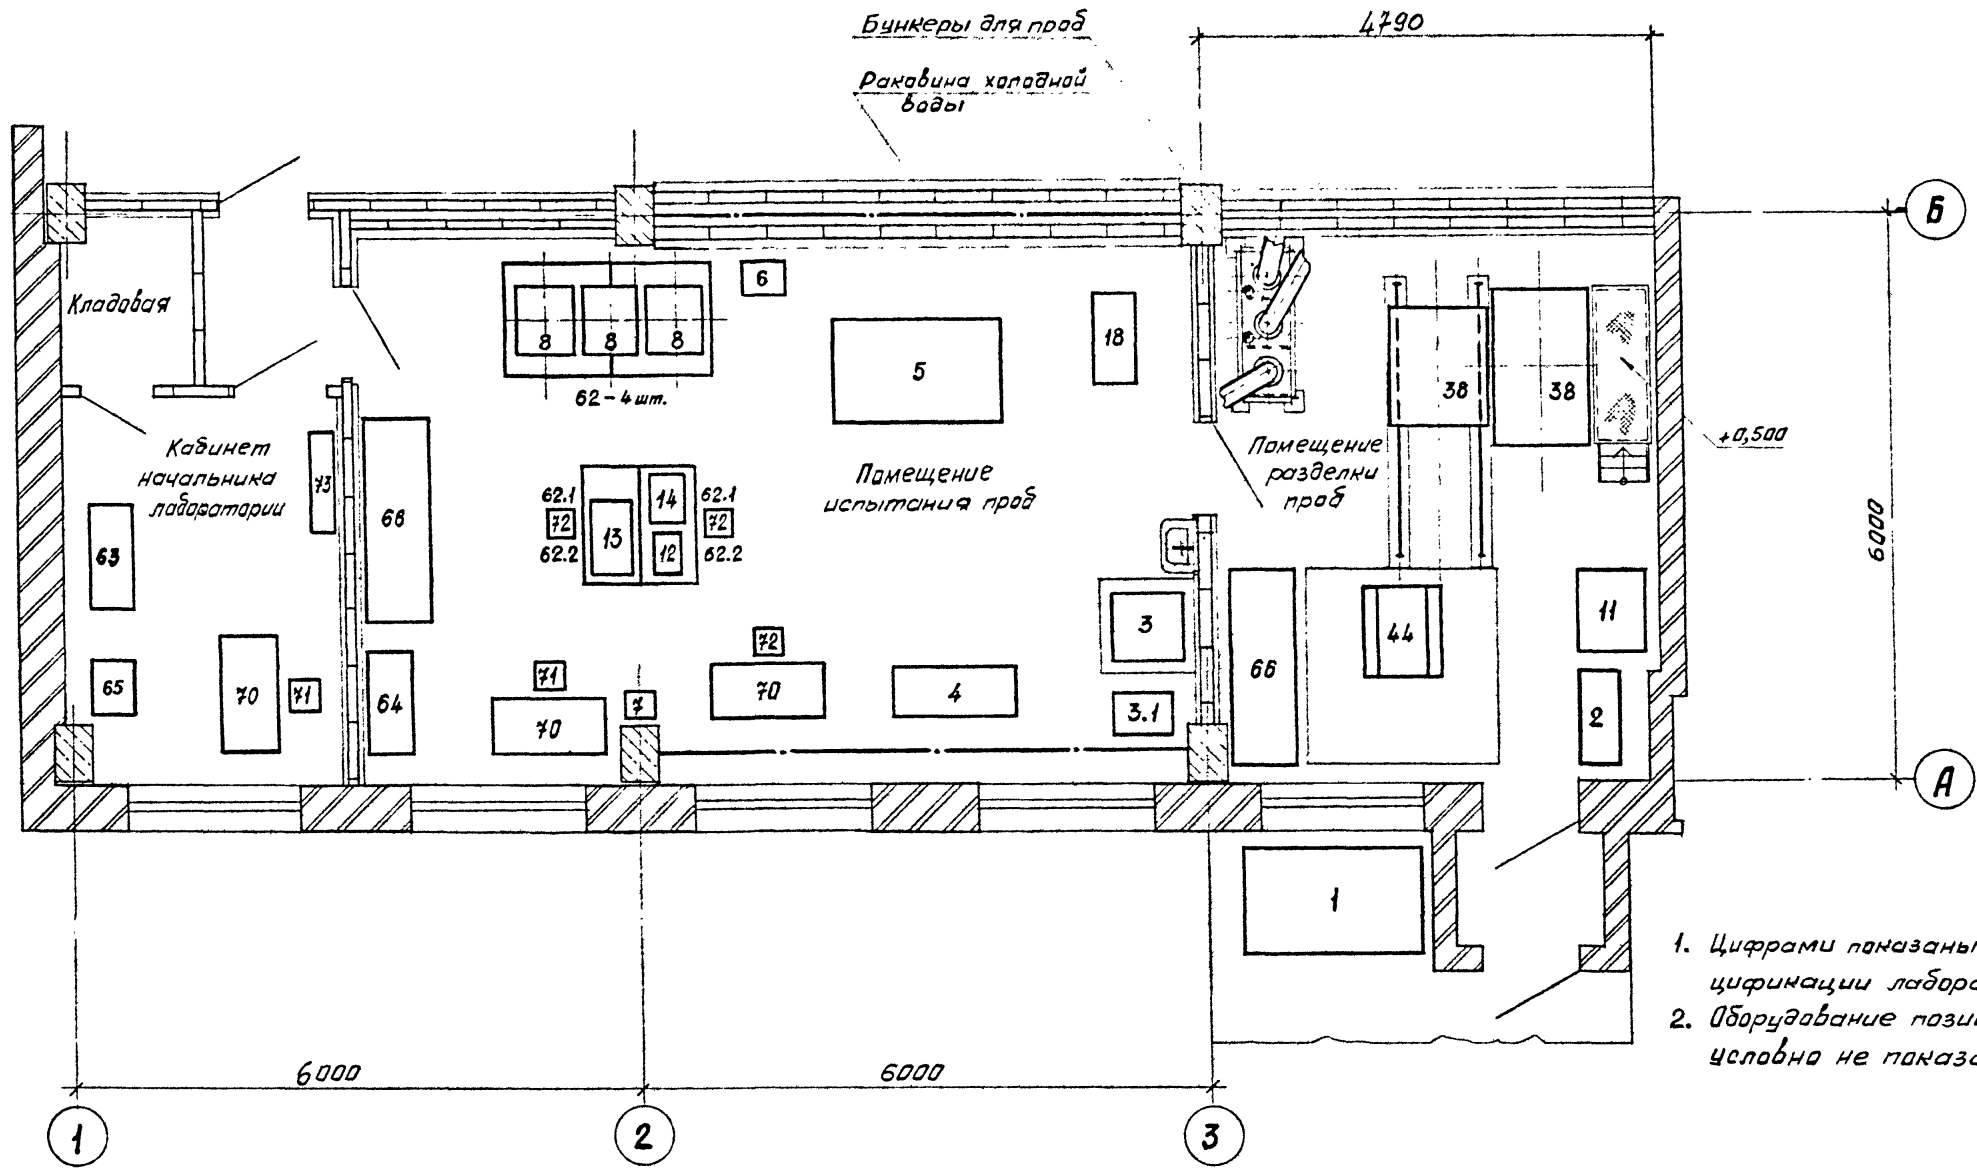 Бункеры для проб
4790
Раковина холодной
воды
Б
Кладовая
6
8
8
8
5
18
38
38
62-4 шт.
+0,500
Кабинет
начальника
лаборатории
Помещение
испытания проб
Помещение
разделки
проб
73
66
62.1
14
62.1
72
13
72
62.2
12
62.2
63
6000
3
44
11
72
65
70
71
64
71
70
7
70
4
3.1
66
2
А
1
1. Цифрами показаны
цификации лабора
2. Оборудование пози
условно не показа
6000
6000
1
2
3